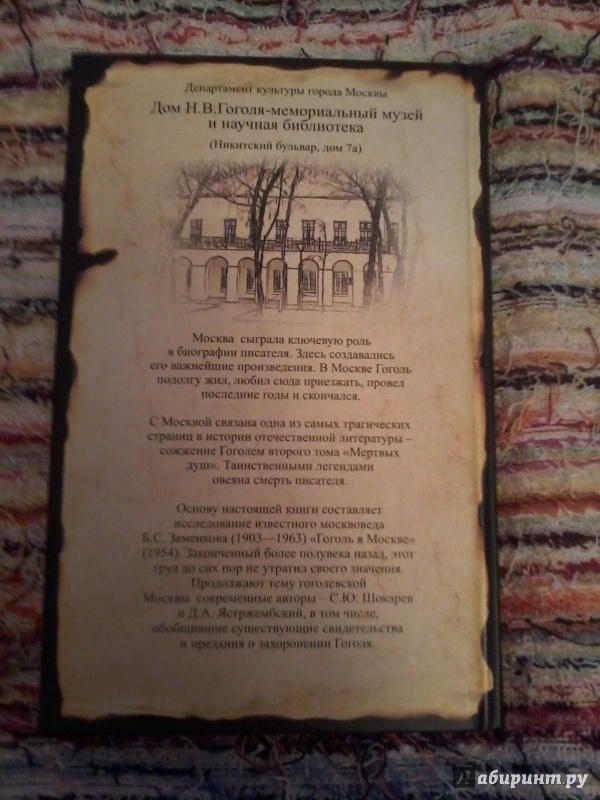 Департамент культуры города Москвы
Дом Н.В.Гоголя-мемориальный музей
и научная библиотека
(Никитский бульвар, дом 7а)
Москва сыграла ключевую роль
в биографии писателя. Здесь создавались
его важнейшие произведения. В Москве Гоголь
подолгу жил, любил сюда приезжать, провел
последние годы и скончался.
С Москвой связана одна из самых трагических
страниц в истории отечественной литературы –
сожжение Гоголем второго тома «Мертвых
душ». Таинственными легендами
овеяна смерть писателя.
Основу настоящей книги составляет
исследование известного москвоведа
Б.С. Земенкова (1903—1963) «Гоголь в Москве»
(1954). Законченный более полувека назад, этот
труд до сих пор не утратил своего значения.
Продолжают тему гоголевской
Москвы современные авторы – С.Ю. Шокарев
и Д.А. Ястржембский, в том числе,
обобщившие существующие свидетельства
и предания о захоронении Гоголя.
абиринт.ру